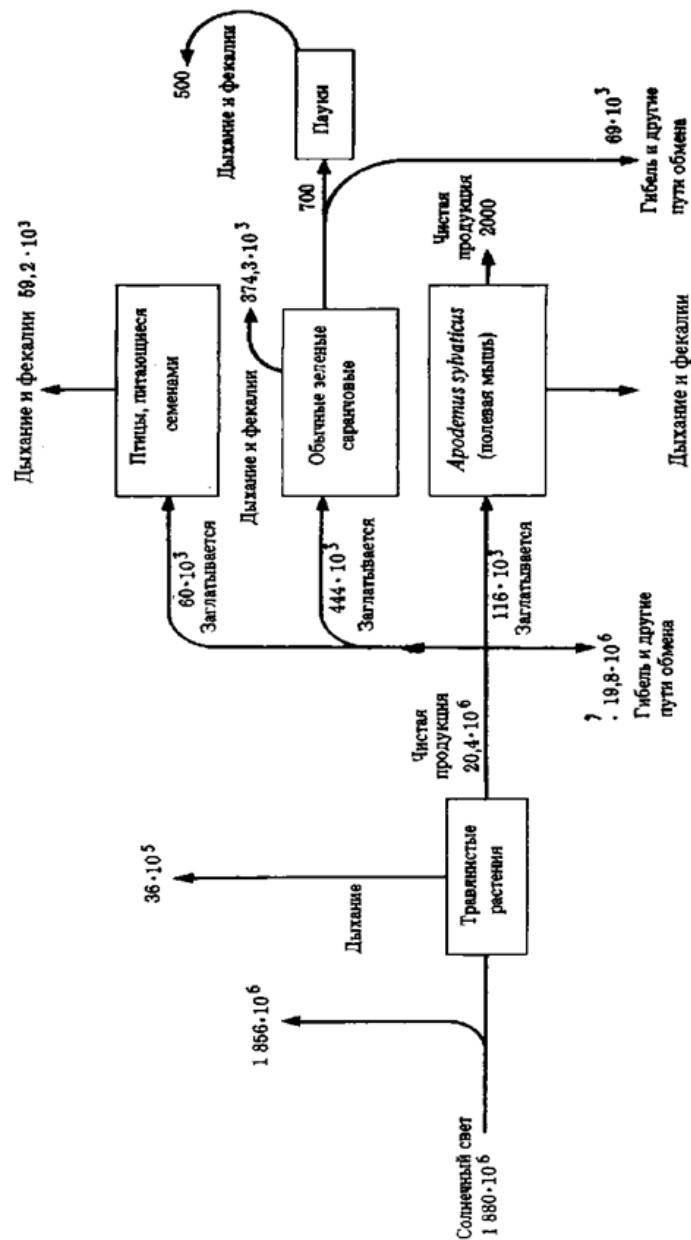 Солнечный свет
1 880·10⁶
1 856·10⁶
36·10⁵
Дыхание
Травянистые
растения
Чистая
продукция
20,4·10⁶
? 19,8·10⁶
Гибель и другие
пути обмена
60·10³
Заглатывается
444·10³
Заглатывается
116·10³
Заглатывается
Дыхание и фекалии 59,2·10³
Птицы, питающиеся
семенами
Дыхание и фекалии
374,3·10³
Обычные зеленые
саранчовые
Apodemus sylvaticus
(полевая мышь)
Дыхание и фекалии
Чистая
продукция
2000
700
Пауки
500
Дыхание и фекалии
69·10³
Гибель и другие
пути обмена